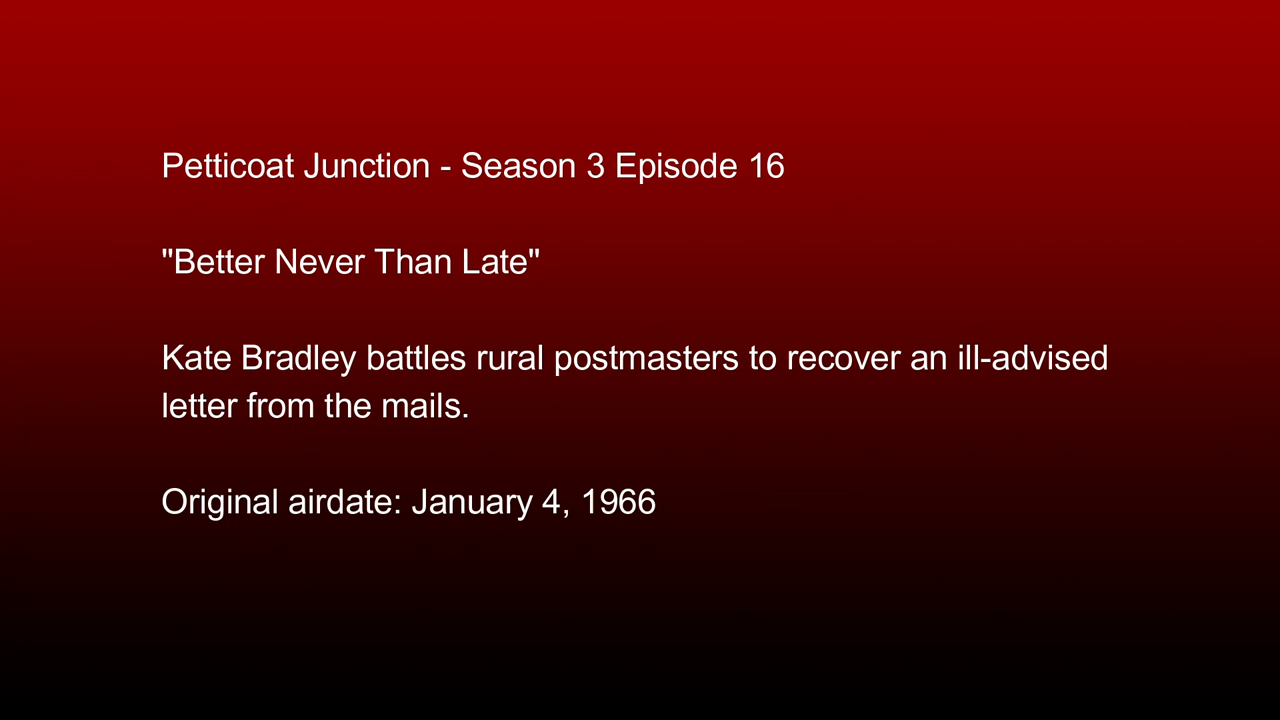 Petticoat Junction - Season 3 Episode 16
"Better Never Than Late"
Kate Bradley battles rural postmasters to recover an ill-advised
letter from the mails.
Original airdate: January 4, 1966